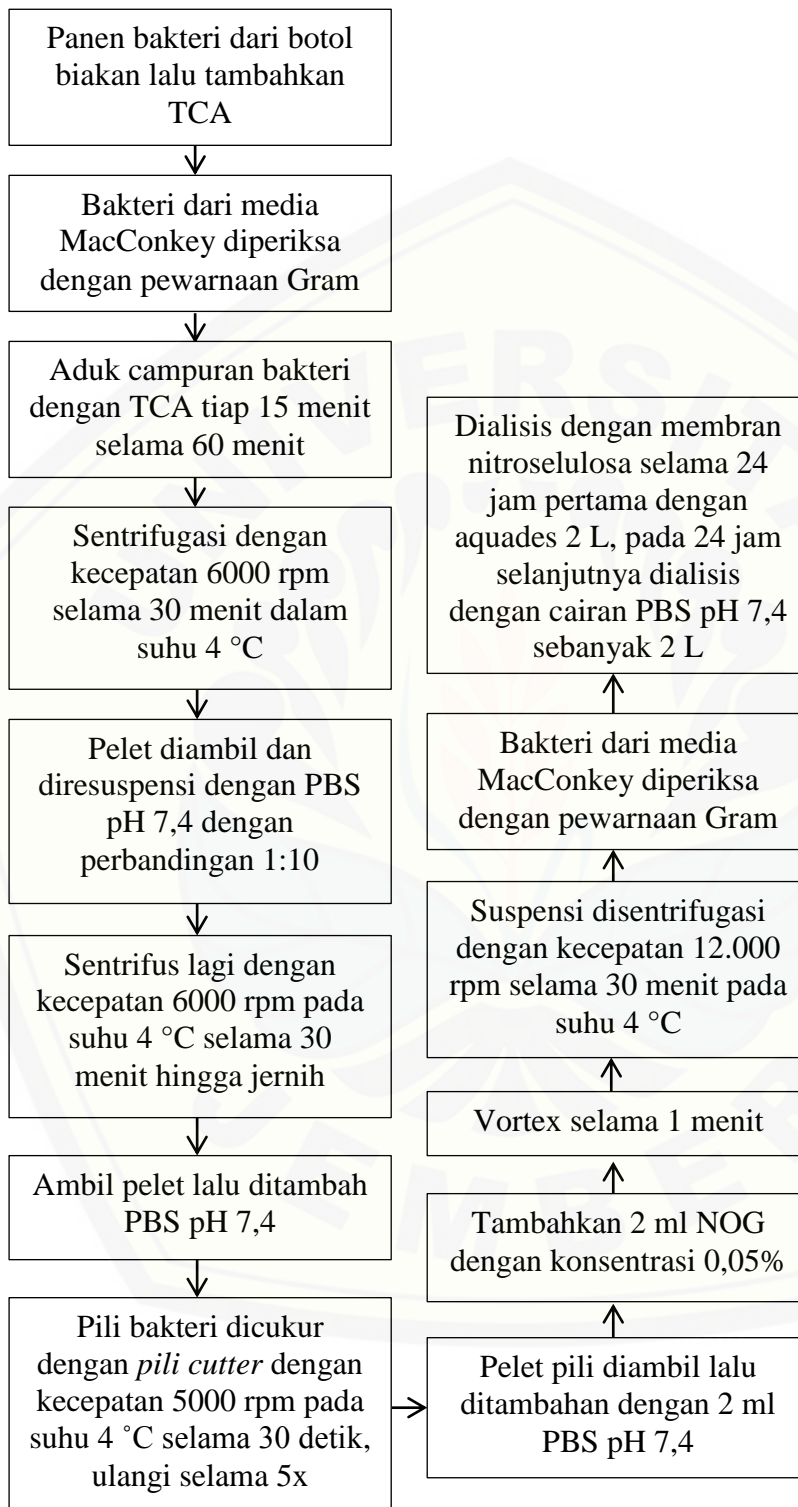 Panen bakteri dari botol
biakan lalu tambahkan
TCA
Bakteri dari media
MacConkey diperiksa
dengan pewarnaan Gram
Aduk campuran bakteri
dengan TCA tiap 15 menit
selama 60 menit
Sentrifugasi dengan
kecepatan 6000 rpm
selama 30 menit dalam
suhu 4 °C
Pelet diambil dan
diresuspensi dengan PBS
pH 7,4 dengan
perbandingan 1:10
Sentrifus lagi dengan
kecepatan 6000 rpm pada
suhu 4 °C selama 30
menit hingga jernih
Ambil pelet lalu ditambah
PBS pH 7,4
Pili bakteri dicukur
dengan pili cutter dengan
kecepatan 5000 rpm pada
suhu 4 ˚C selama 30 detik,
ulangi selama 5x
Pelet pili diambil lalu
ditambahan dengan 2 ml
PBS pH 7,4
Tambahkan 2 ml NOG
dengan konsentrasi 0,05%
Vortex selama 1 menit
Suspensi disentrifugasi
dengan kecepatan 12.000
rpm selama 30 menit pada
suhu 4 °C
Bakteri dari media
MacConkey diperiksa
dengan pewarnaan Gram
Dialisis dengan membran
nitroselulosa selama 24
jam pertama dengan
aquades 2 L, pada 24 jam
selanjutnya dialisis
dengan cairan PBS pH 7,4
sebanyak 2 L
UNIVERSITA
JEMBER